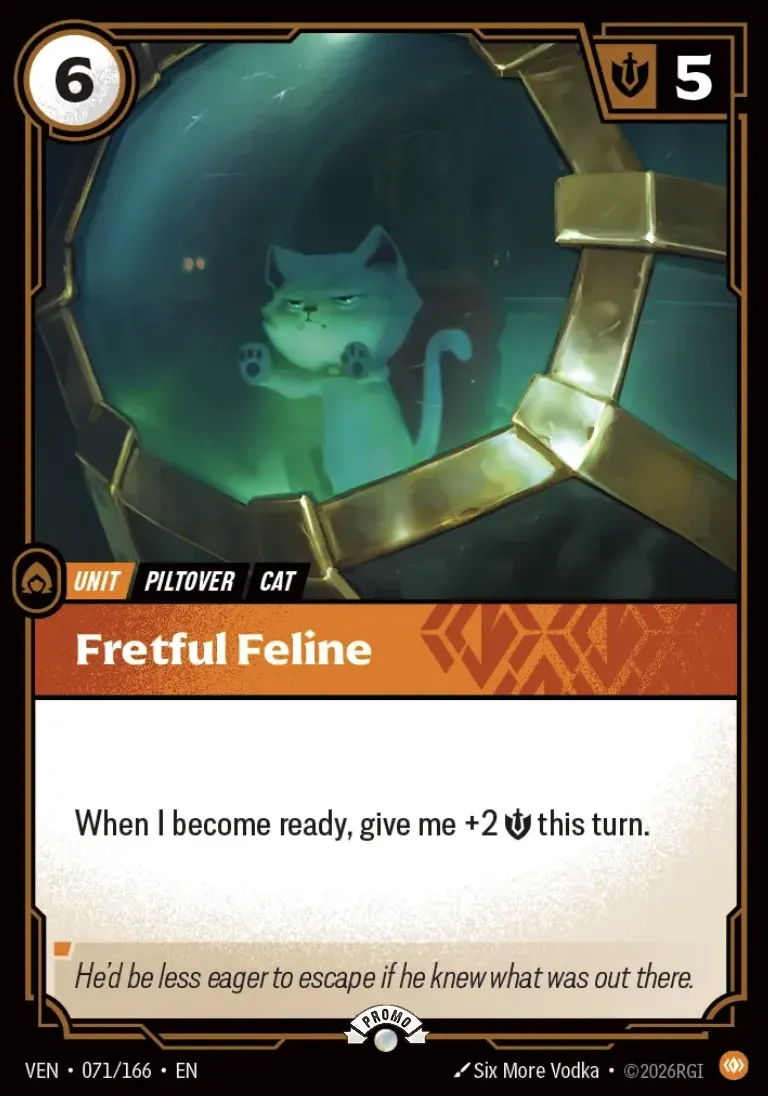 6
5
UNIT PILTOVER CAT
Fretful Feline
When I become ready, give me +2 this turn.
He'd be less eager to escape if he knew what was out there.
PROMO
VEN • 071/166 • EN
Six More Vodka • ©2026RGI